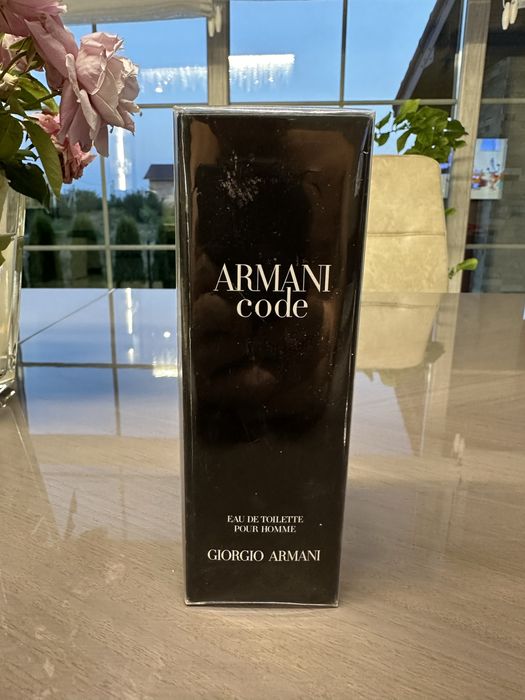 ARMANI
code
EAU DE TOILETTE
POUR HOMME
GIORGIO ARMANI